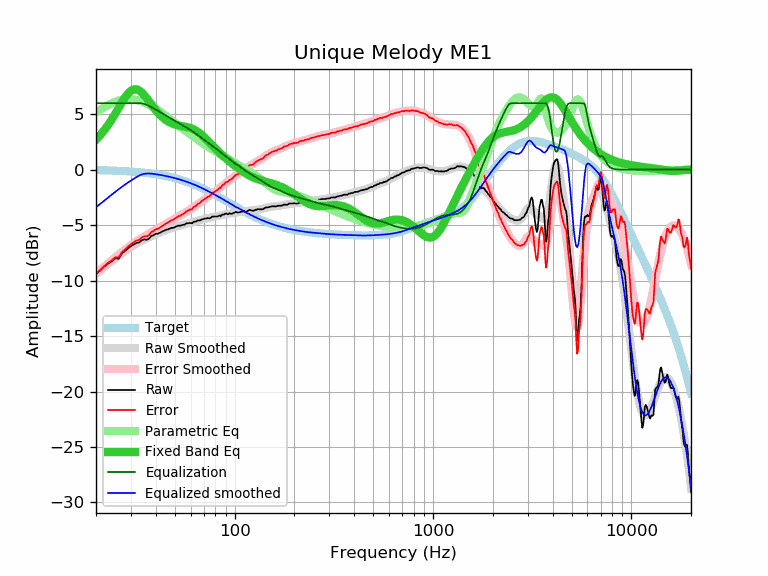 Unique Melody ME1
Amplitude (dBr)
5
0
−5
−10
−15
−20
−25
−30
Target
Raw Smoothed
Error Smoothed
Raw
Error
Parametric Eq
Fixed Band Eq
Equalization
Equalized smoothed
100
1000
10000
Frequency (Hz)